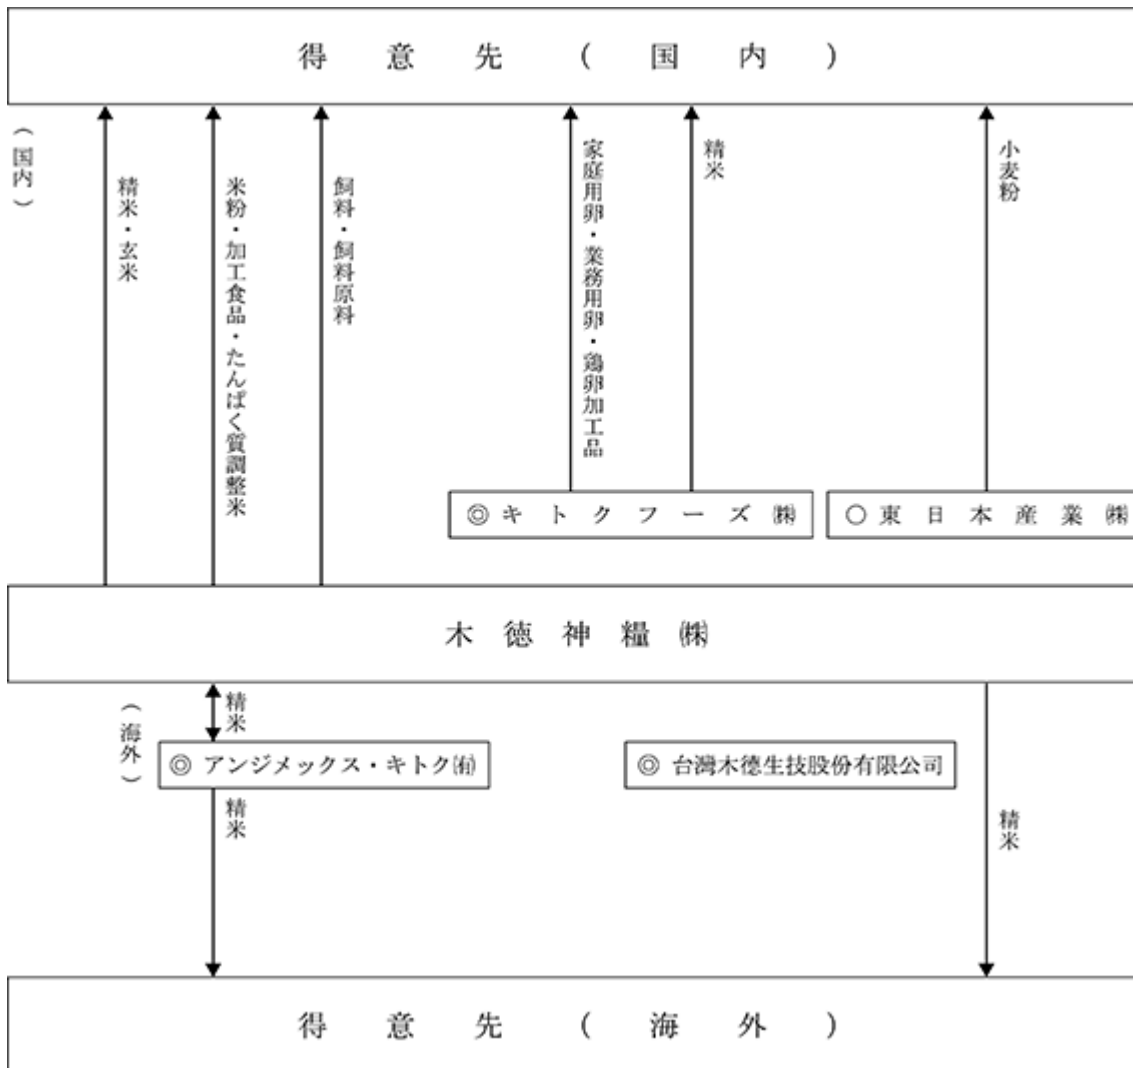 得意先(国内)
(国内)
精米・玄米
米粉・加工食品・たんぱく質調整米
飼料・飼料原料
家庭用卵・業務用卵・鶏卵加工品
精米
小麦粉
◎キトクフーズ㈱
○東日本産業㈱
木徳神糧㈱
(海外)
精米
◎ アンジメックス・キトク㈲
◎ 台湾木徳生技股份有限公司
精米
精米
得意先(海外)